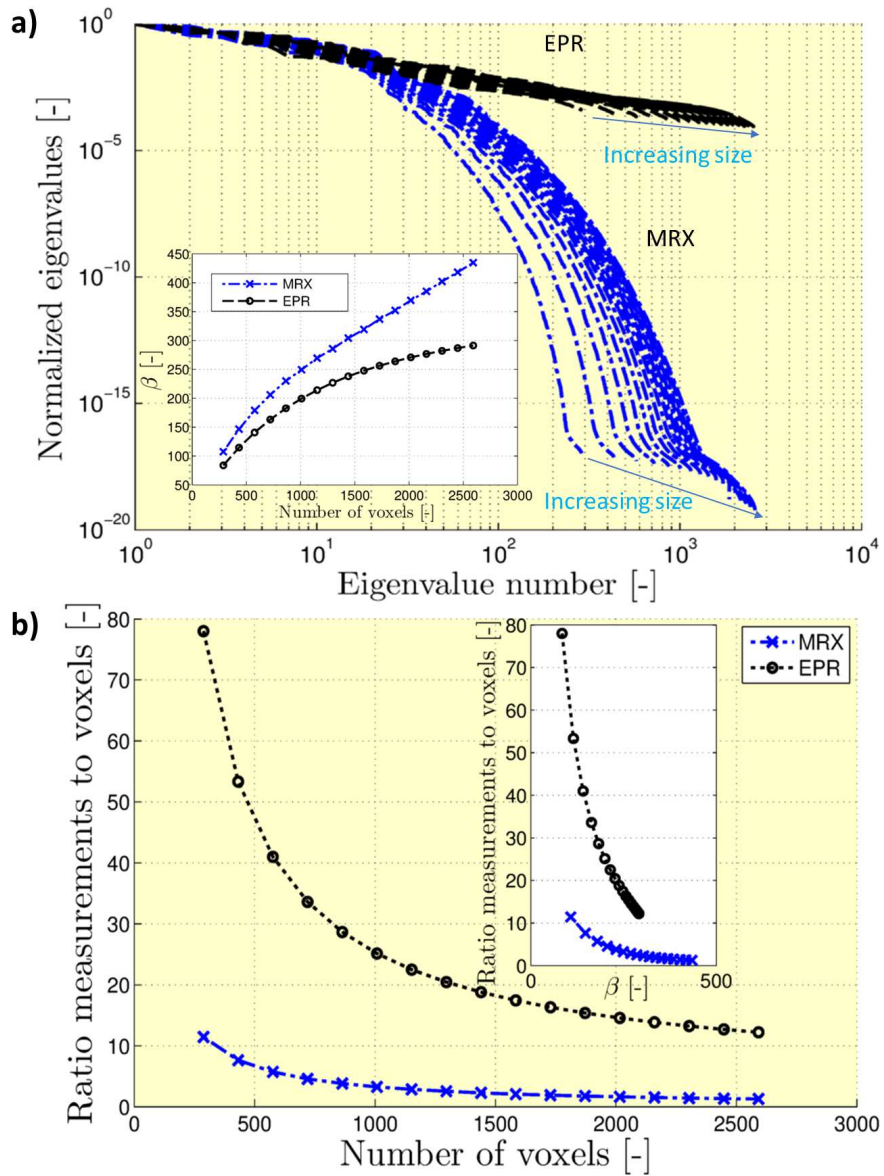 a)
Normalized eigenvalues [-]
10^0
10^-5
10^-10
10^-15
10^-20
EPR
Increasing size
MRX
Increasing size
450
400
350
300
250
200
150
100
50
β [-]
MRX
EPR
0 500 1000 1500 2000 2500 3000
Number of voxels [-]
10^0 10^1 10^2 10^3 10^4
Eigenvalue number [-]
b)
Ratio measurements to voxels [-]
80
70
60
50
40
30
20
10
0
Ratio measurements to voxels [-]
80
70
60
50
40
30
20
10
0
0 500
β [-]
MRX
EPR
0 500 1000 1500 2000 2500 3000
Number of voxels [-]